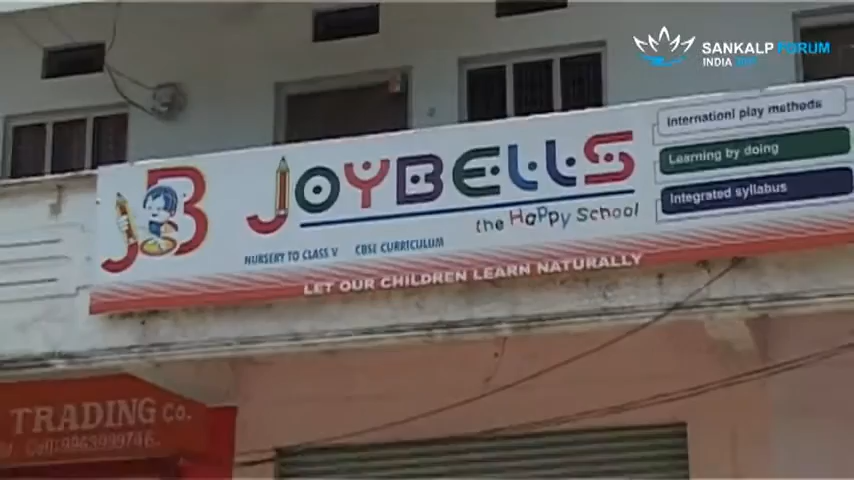 SANKALP FORUM
INDIA
JB
JOYBELLS
the Happy School
NURSERY TO CLASS V CBSE CURRICULUM
LET OUR CHILDREN LEARN NATURALLY
Internationl play methods
Learning by doing
Integrated syllabus
TRADING Co.